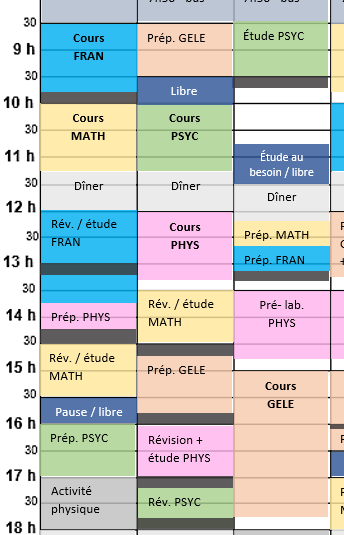 30
9 h
30
10 h
30
11 h
30
12 h
30
13 h
30
14 h
30
15 h
30
16 h
30
17 h
30
18 h
Cours
FRAN
Cours
MATH
Dîner
Rév. / étude
FRAN
Prép. PHYS
Rév. / étude
MATH
Pause / libre
Prép. PSYC
Activité
physique
Prép. GELE
Libre
Cours
PSYC
Dîner
Cours
PHYS
Rév. / étude
MATH
Prép. GELE
Révision +
étude PHYS
Rév. PSYC
Étude PSYC
Étude au
besoin / libre
Dîner
Prép. MATH
Prép. FRAN
Pré- lab.
PHYS
Cours
GELE